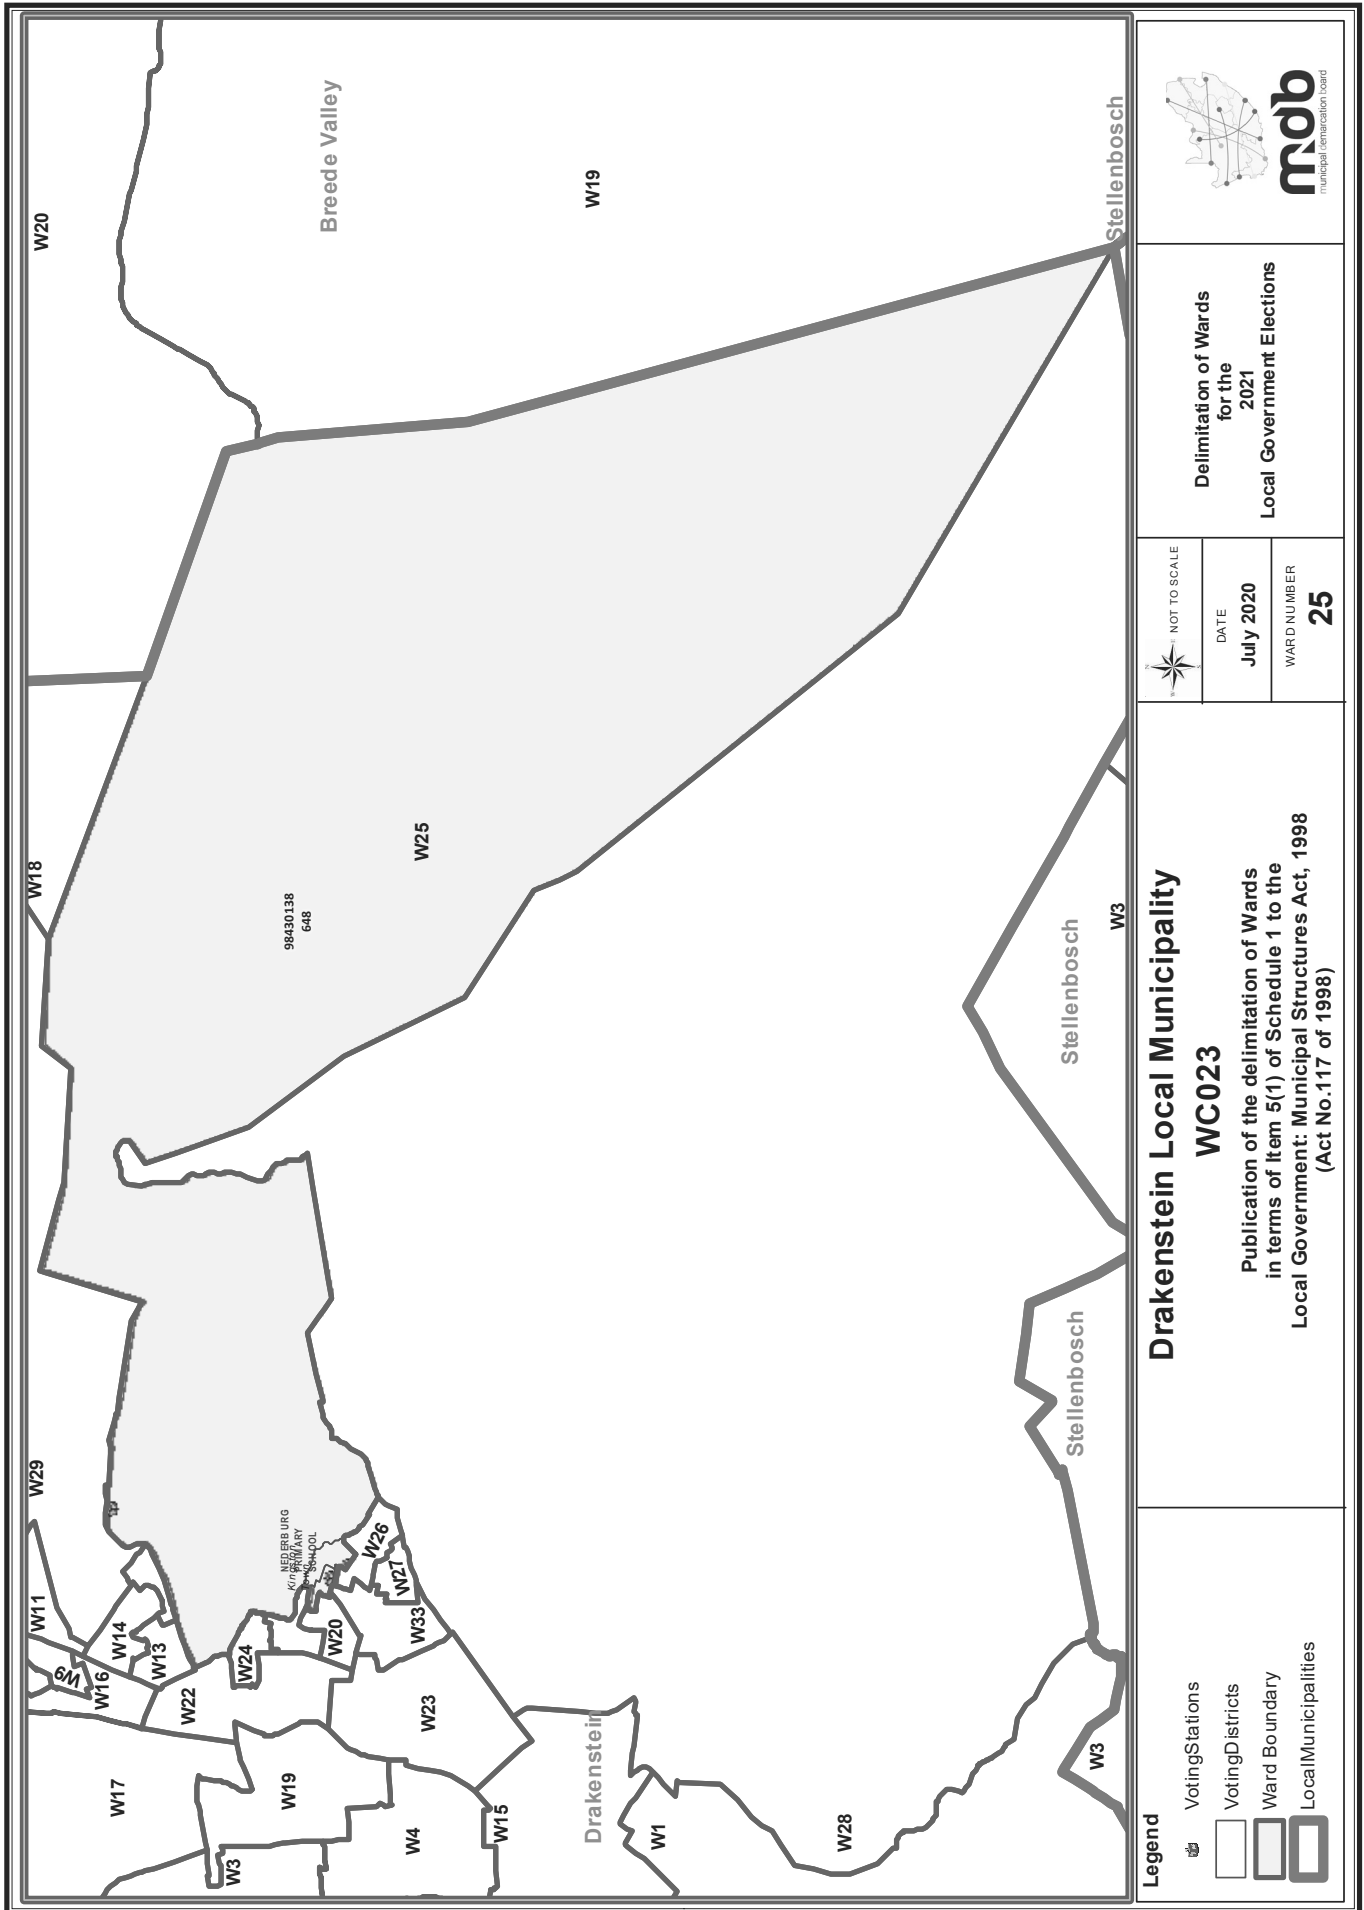 W20
Breede Valley
W19
Stellenbosch
W18
W25
98430138
648
W3
Stellenbosch
Stellenbosch
W29
W11
W14
W13
W9
W16
W22
W24
W20
W26
W27
W33
NEDERBURG
PRIMARY
SCHOOL
W23
W17
W19
W3
W4
W15
Drakenstein
W1
W28
W3
Legend
VotingStations
VotingDistricts
Ward Boundary
LocalMunicipalities
Drakenstein Local Municipality
WC023
Publication of the delimitation of Wards
in terms of Item 5(1) of Schedule 1 to the
Local Government: Municipal Structures Act, 1998
(Act No.117 of 1998)
N
E
S
W
NOT TO SCALE
DATE
July 2020
WARD NUMBER
25
Delimitation of Wards
for the
2021
Local Government Elections
mdb
municipal demarcation board